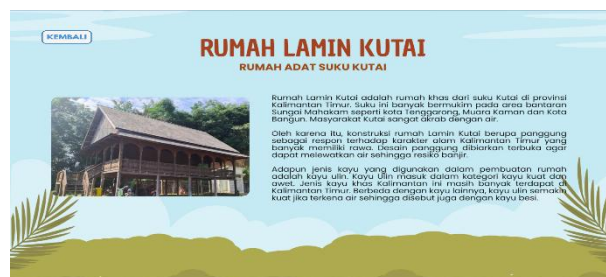 KEMBALI
RUMAH LAMIN KUTAI
RUMAH ADAT SUKU KUTAI
Rumah Lamin Kutai adalah rumah khas dari suku Kutai di provinsi
Kalimantan Timur. Suku ini banyak bermukim pada area bantaran
Sungai Mahakam seperti kota Tenggarong, Muara Kaman dan Kota
Bangun. Masyarakat Kutai sangat akrab dengan air.
Oleh karena itu, konstruksi rumah Lamin Kutai berupa panggung
sebagai respon terhadap karakter alam Kalimantan Timur yang
banyak memiliki rawa. Desain panggung dibiarkan terbuka agar
dapat melewatkan air sehingga resiko banjir.
Adapun jenis kayu yang digunakan dalam pembuatan rumah
adalah kayu ulin. Kayu Ulin masuk dalam kategori kayu kuat dan
awet. Jenis kayu khas Kalimantan ini masih banyak terdapat di
Kalimantan Timur. Berbeda dengan kayu lainnya, kayu ulin semakin
kuat jika terkena air sehingga disebut juga dengan kayu besi.